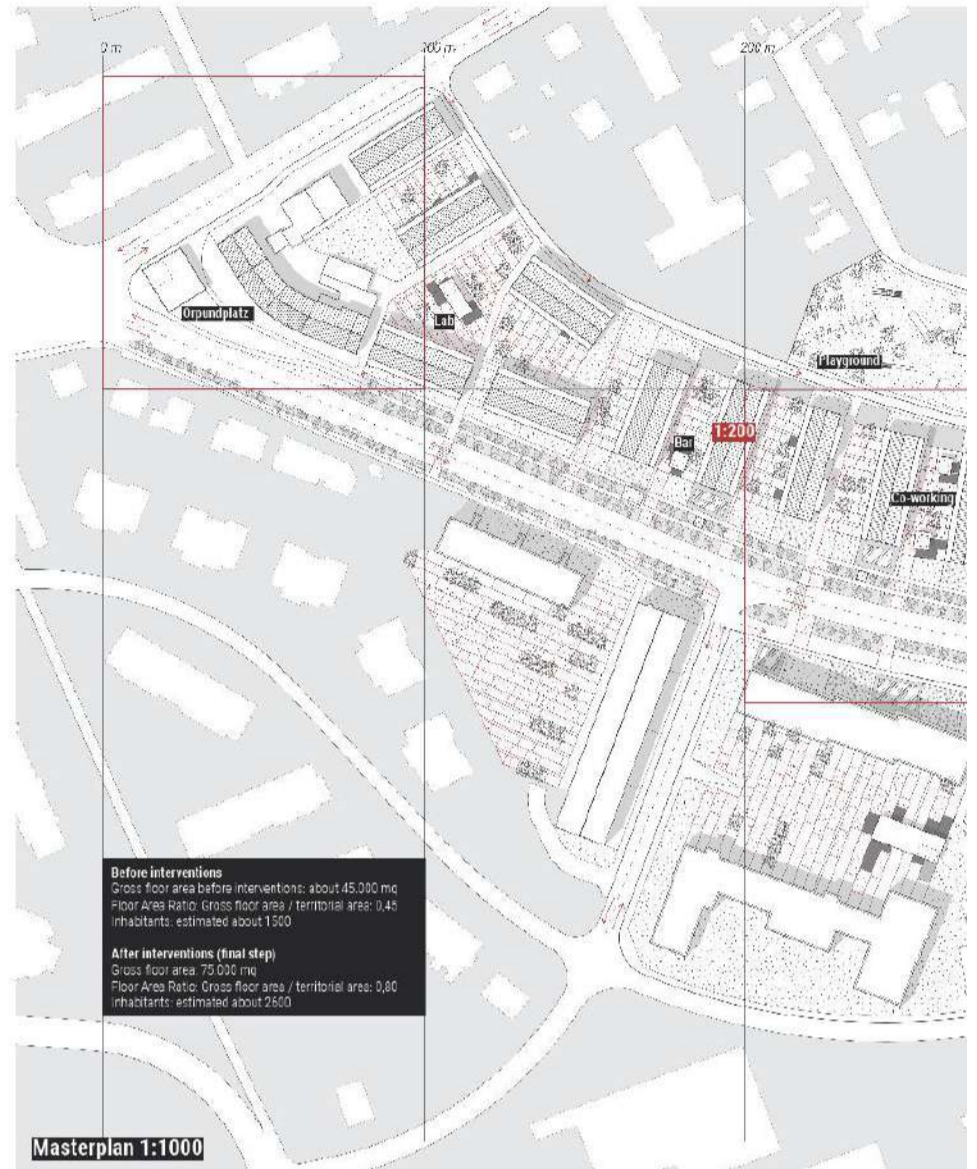 0 m
100 m
200 m
Orpundplatz
Lab
Playground
1:200
Bar
Co-working
Before interventions
Gross floor area before interventions: about 45.000 mq
Floor Area Ratio: Gross floor area / territorial area: 0,45
Inhabitants: estimated about 1500
After interventions (final step)
Gross floor area: 75.000 mq
Floor Area Ratio: Gross floor area / territorial area: 0,80
Inhabitants: estimated about 2600
Masterplan 1:1000